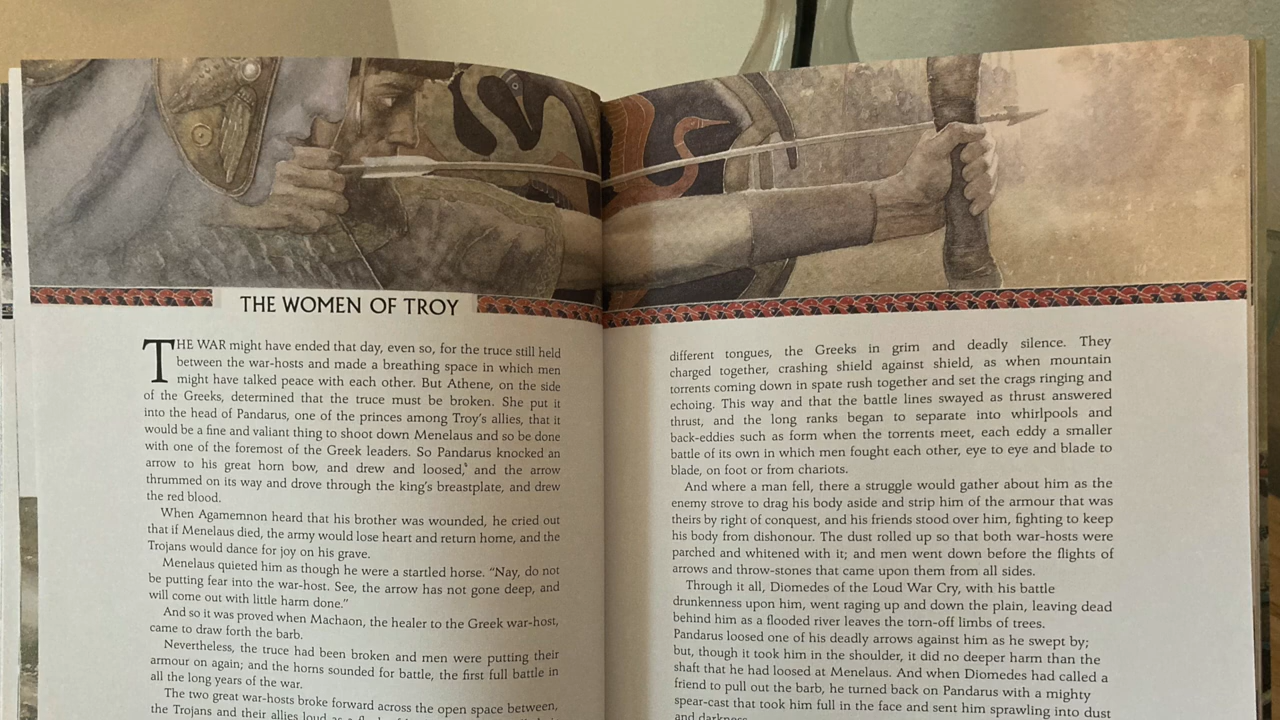 THE WOMEN OF TROY
THE WAR might have ended that day, even so, for the truce still held
between the war-hosts and made a breathing space in which men
might have talked peace with each other. But Athene, on the side
of the Greeks, determined that the truce must be broken. She put it
into the head of Pandarus, one of the princes among Troy's allies, that it
would be a fine and valiant thing to shoot down Menelaus and so be done
with one of the foremost of the Greek leaders. So Pandarus knocked an
arrow to his great horn bow, and drew and loosed, and the arrow
thrummed on its way and drove through the king's breastplate, and drew
the red blood.
When Agamemnon heard that his brother was wounded, he cried out
that if Menelaus died, the army would lose heart and return home, and the
Trojans would dance for joy on his grave.
Menelaus quieted him as though he were a startled horse. "Nay, do not
be putting fear into the war-host. See, the arrow has not gone deep, and
will come out with little harm done."
And so it was proved when Machaon, the healer to the Greek war-host,
came to draw forth the barb.
Nevertheless, the truce had been broken and men were putting their
armour on again; and the horns sounded for battle, the first full battle in
all the long years of the war.
The two great war-hosts broke forward across the open space between,
the Trojans and their allies loud as a
different tongues, the Greeks in grim and deadly silence. They
charged together, crashing shield against shield, as when mountain
torrents coming down in spate rush together and set the crags ringing and
echoing. This way and that the battle lines swayed as thrust answered
thrust, and the long ranks began to separate into whirlpools and
back-eddies such as form when the torrents meet, each eddy a smaller
battle of its own in which men fought each other, eye to eye and blade to
blade, on foot or from chariots.
And where a man fell, there a struggle would gather about him as the
enemy strove to drag his body aside and strip him of the armour that was
theirs by right of conquest, and his friends stood over him, fighting to keep
his body from dishonour. The dust rolled up so that both war-hosts were
parched and whitened with it; and men went down before the flights of
arrows and throw-stones that came upon them from all sides.
Through it all, Diomedes of the Loud War Cry, with his battle
drunkenness upon him, went raging up and down the plain, leaving dead
behind him as a flooded river leaves the torn-off limbs of trees.
Pandarus loosed one of his deadly arrows against him as he swept by;
but, though it took him in the shoulder, it did no deeper harm than the
shaft that he had loosed at Menelaus. And when Diomedes had called a
friend to pull out the barb, he turned back on Pandarus with a mighty
spear-cast that took him full in the face and sent him sprawling into dust
and darkness